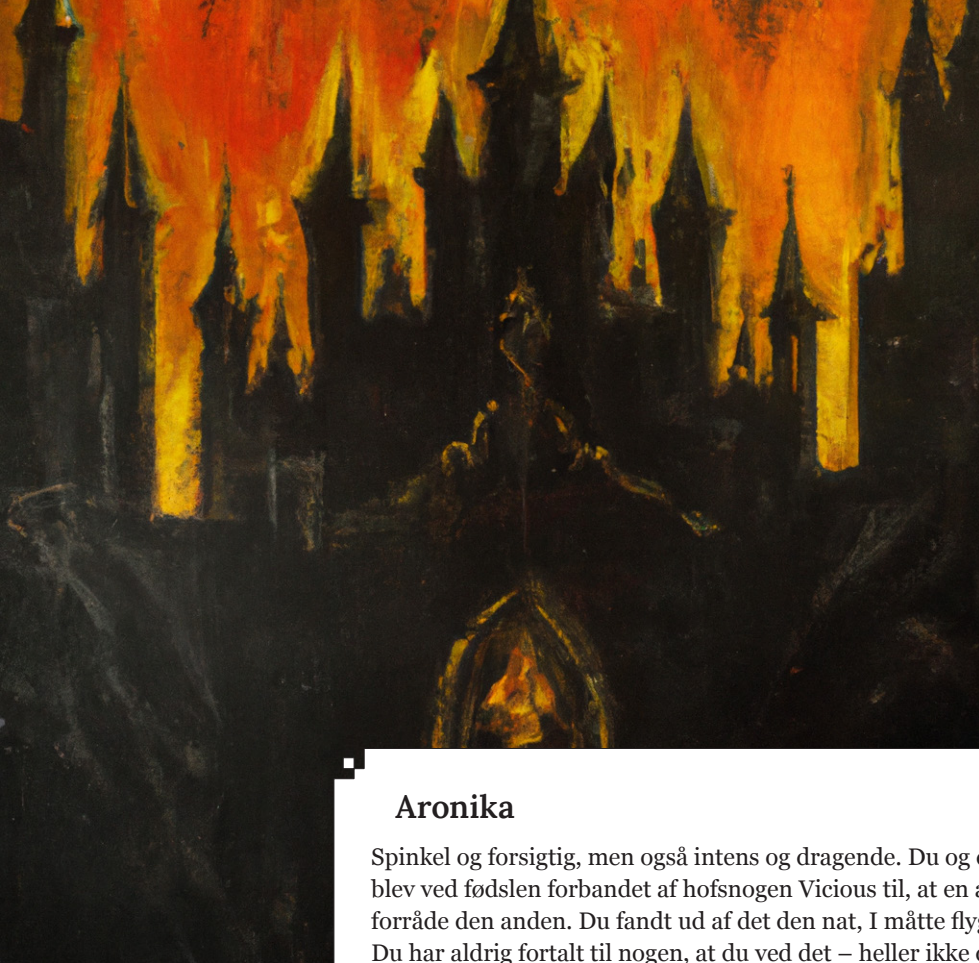 Aronika
Spinkel og forsigtig, men også intens og dragende. Du og
blev ved fødslen forbandet af hofsnogen Vicious til, at en
forråde den anden. Du fandt ud af det den nat, I måtte
Du har aldrig fortalt til nogen, at du ved det – heller ikke